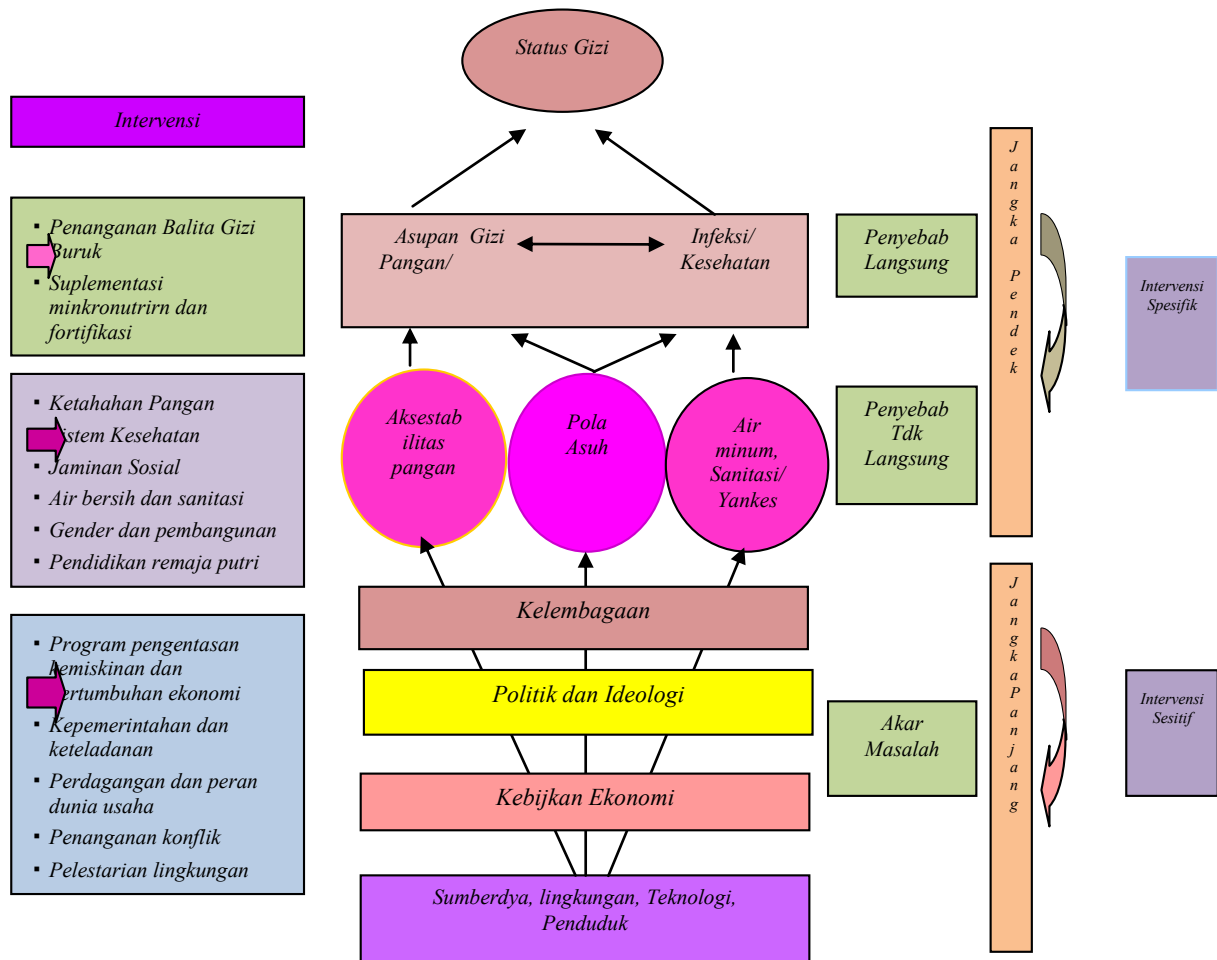 Status Gizi
Intervensi
▪ Penanganan Balita Gizi
Buruk
▪ Suplementasi
minkronutrirn dan
fortifikasi
Asupan Gizi
Pangan/
Infeksi/
Kesehatan
Penyebab
Langsung
Jangka Pendek
Intervensi
Spesifik
▪ Ketahahan Pangan
▪ istem Kesehatan
▪ Jaminan Sosial
▪ Air bersih dan sanitasi
▪ Gender dan pembangunan
▪ Pendidikan remaja putri
Aksestab
ilitas
pangan
Pola
Asuh
Air
minum,
Sanitasi/
Yankes
Penyebab
Tdk
Langsung
Kelembagaan
▪ Program pengentasan
kemiskinan dan
pertumbuhan ekonomi
▪ Kepemerintahan dan
keteladanan
▪ Perdagangan dan peran
dunia usaha
▪ Penanganan konflik
▪ Pelestarian lingkungan
Politik dan Ideologi
Kebijkan Ekonomi
Sumberdya, lingkungan, Teknologi,
Penduduk
Akar
Masalah
JangkaPanjang
Intervensi
Sesitif